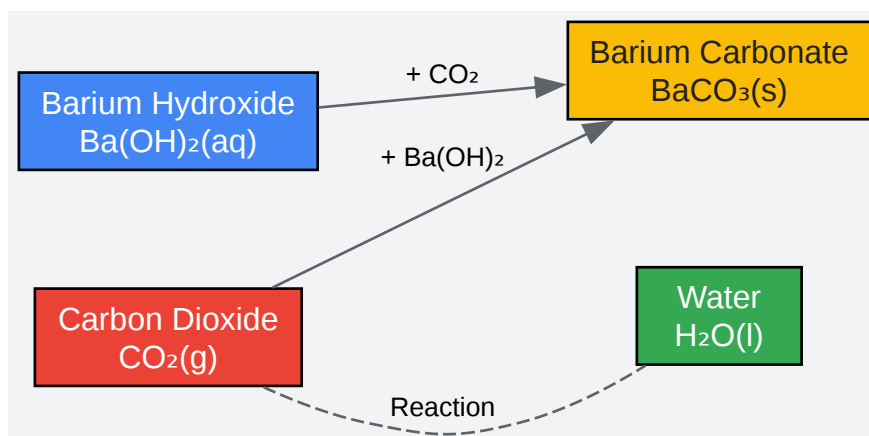 Barium Hydroxide
Ba(OH)₂(aq)
+ CO₂
Barium Carbonate
BaCO₃(s)
+ Ba(OH)₂
Carbon Dioxide
CO₂(g)
Water
H₂O(l)
Reaction